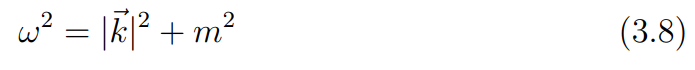 ω² = |k⃗|² + m² (3.8)